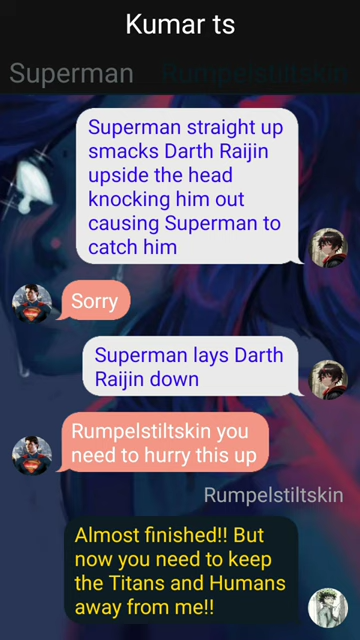 Kumar ts
Superman Rumpelstiltskin
Superman straight up
smacks Darth Raijin
upside the head
knocking him out
causing Superman to
catch him
Sorry
Superman lays Darth
Raijin down
Rumpelstiltskin you
need to hurry this up
Rumpelstiltskin
Almost finished!! But
now you need to keep
the Titans and Humans
away from me!!